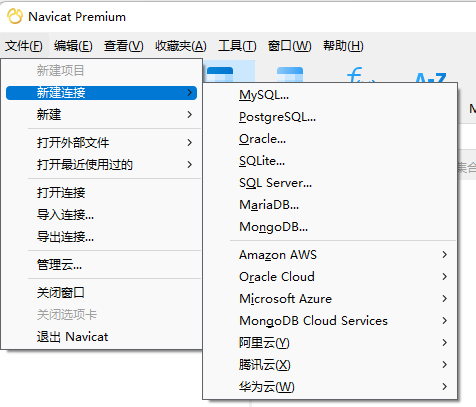 Navicat Premium
文件(F) 编辑(E) 查看(V) 收藏夹(A) 工具(T) 窗口(W) 帮助(H)
新建项目
新建连接
新建
打开外部文件
打开最近使用过的
打开连接
导入连接...
导出连接...
管理云...
关闭窗口
关闭选项卡
退出 Navicat
MySQL...
PostgreSQL...
Oracle...
SQLite...
SQL Server...
MariaDB...
MongoDB...
Amazon AWS
Oracle Cloud
Microsoft Azure
MongoDB Cloud Services
阿里云(Y)
腾讯云(X)
华为云(W)
A-Z
M
集合